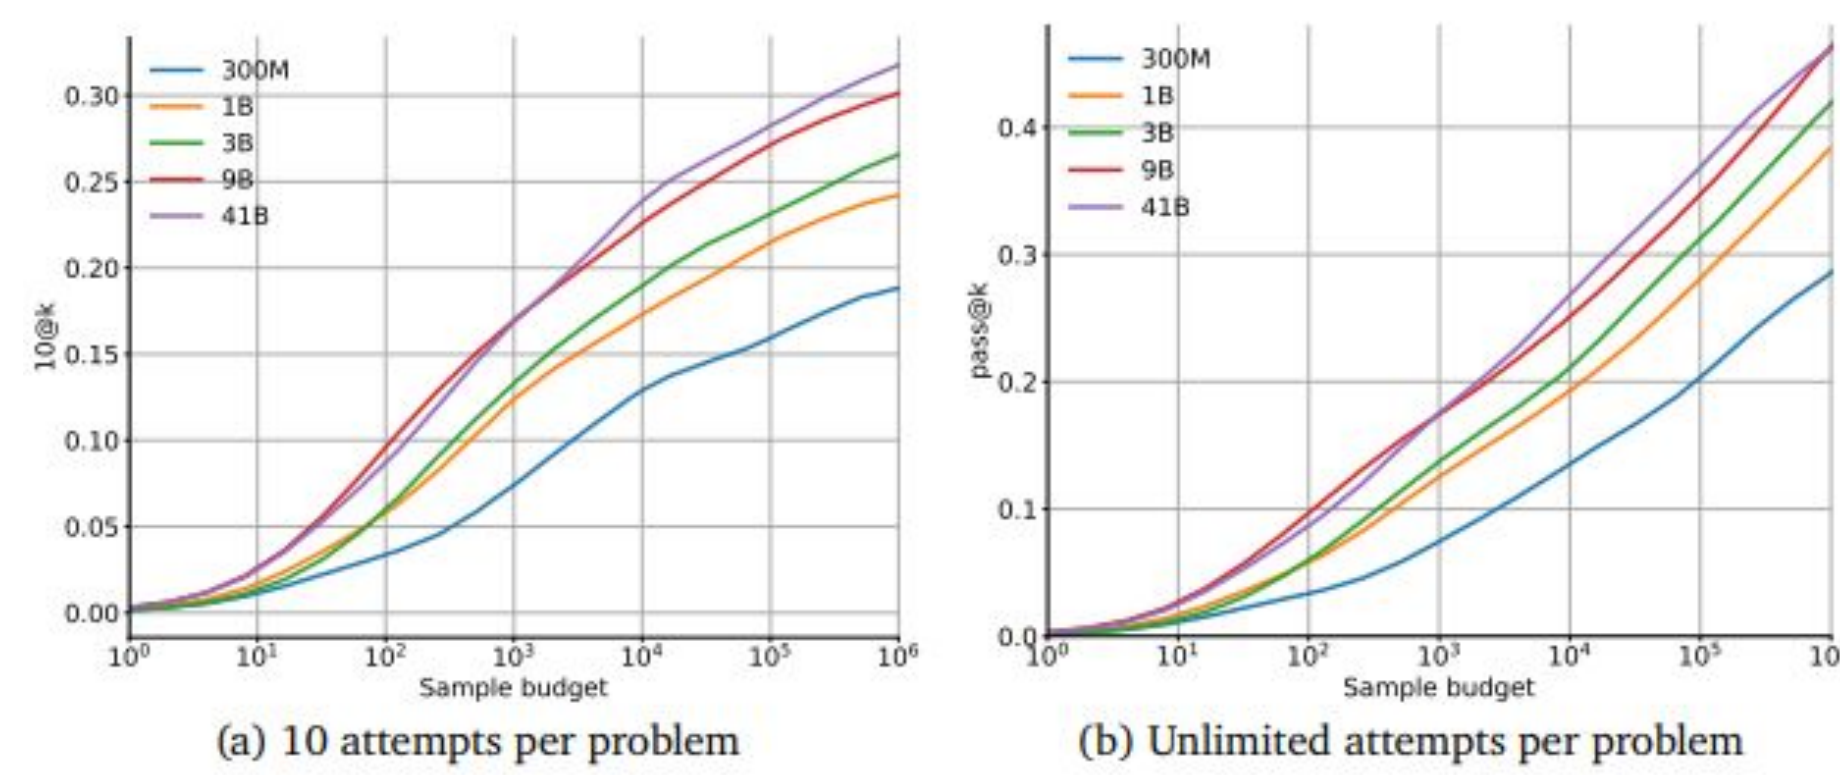 300M
1B
3B
9B
41B
0.30
0.25
0.20
0.15
0.10
0.05
0.00
10@k
10⁰ 10¹ 10² 10³ 10⁴ 10⁵ 10⁶
Sample budget
(a) 10 attempts per problem
300M
1B
3B
9B
41B
0.4
0.3
0.2
0.1
0.0
pass@k
10⁰ 10¹ 10² 10³ 10⁴ 10⁵ 10
Sample budget
(b) Unlimited attempts per problem